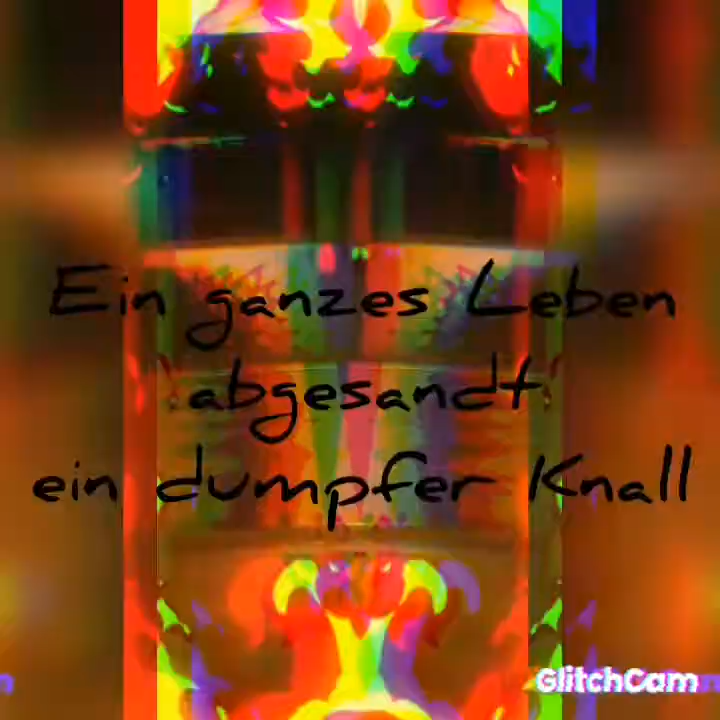 Ein ganzes Leben
abgesandt
ein dumpfer Knall
GlitchCam